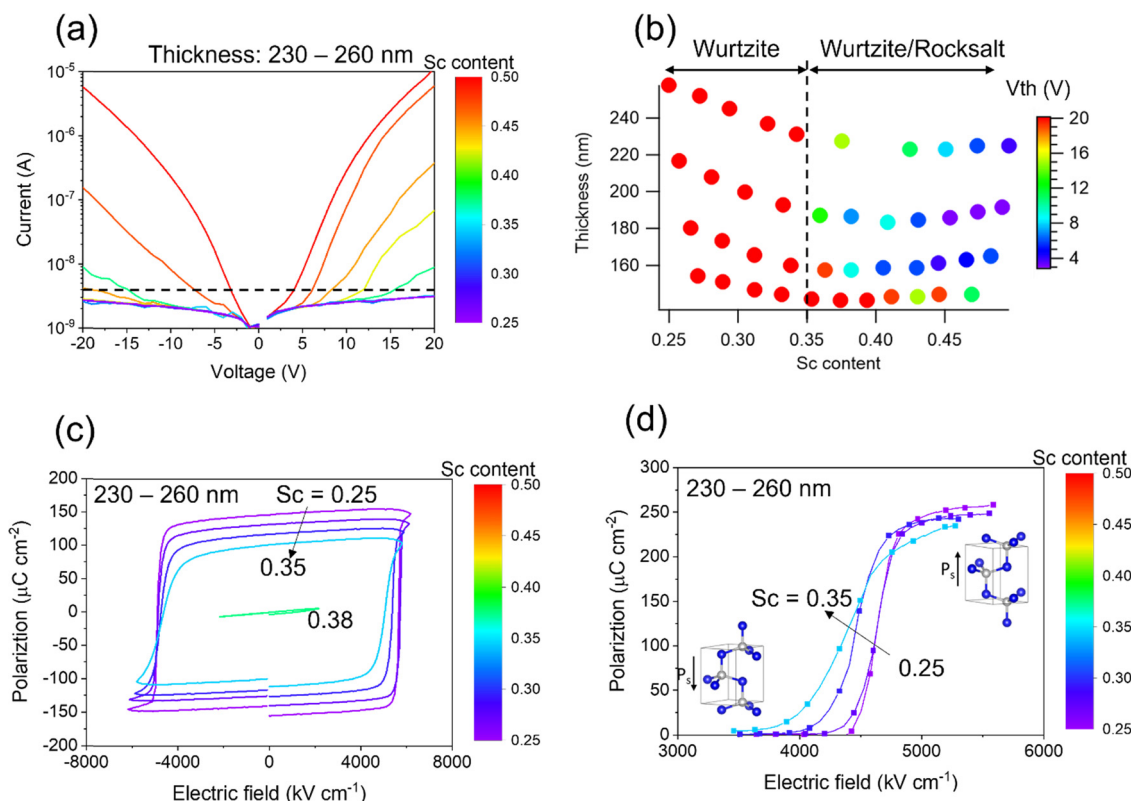 (a)
Thickness: 230 – 260 nm
Sc content
10-5
10-6
10-7
10-8
10-9
Current (A)
-20 -15 -10 -5 0 5 10 15 20
Voltage (V)
0.50
0.45
0.40
0.35
0.30
0.25
(b)
Wurtzite Wurtzite/Rocksalt
Vth (V)
240
220
200
180
160
Thickness (nm)
0.25 0.30 0.35 0.40 0.45
Sc content
20
16
12
8
4
(c)
Sc content
230 – 260 nm Sc = 0.25
0.35
0.38
200
150
100
50
0
-50
-100
-150
-200
Polariztion (μC cm-2)
-8000 -4000 0 4000 8000
Electric field (kV cm-1)
0.50
0.45
0.40
0.35
0.30
0.25
(d)
Sc content
230 – 260 nm
300
250
200
150
100
50
0
Polariztion (μC cm-2)
Ps
Sc = 0.35
0.25
Ps
3000 4000 5000 6000
Electric field (kV cm-1)
0.50
0.45
0.40
0.35
0.30
0.25